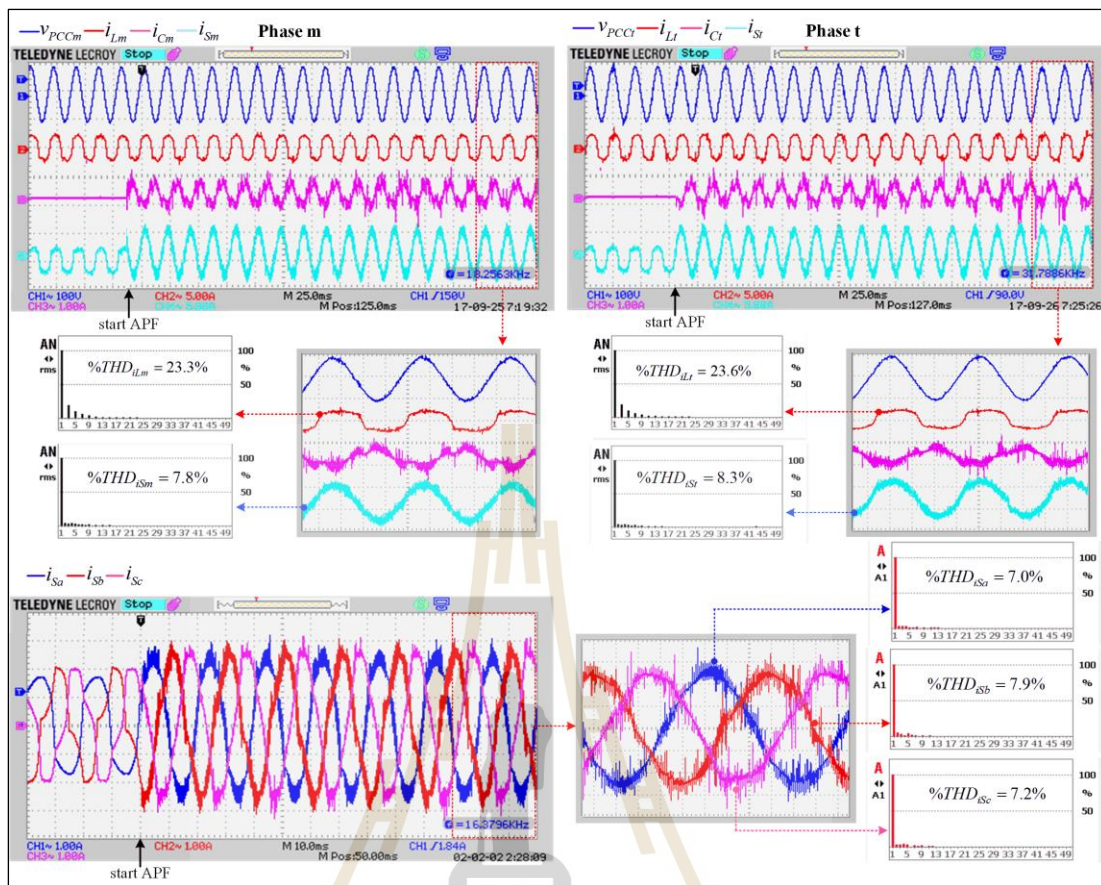 v_PCCm i_Lm i_Cm i_Sm Phase m
TELEDYNE LECROY Stop
CH1~ 100V CH2~ 5.00A M 25.0ms CH1 ∕150V
CH3~ 1.00A M Pos:125.0ms 17-09-25 7:19:32
=18.2563KHz
start APF
v_PCCt i_Lt i_Ct i_St Phase t
TELEDYNE LECROY Stop
CH1~ 100V CH2~ 5.00A M 25.0ms CH1 ∕90.0V
CH3~ 1.00A M Pos:127.0ms 17-09-26 7:25:26
=31.7886KHz
start APF
AN
rms
%THD_iLm = 23.3%
100
%
50
1 5 9 13 17 21 25 29 33 37 41 45 49
AN
rms
%THD_iSm = 7.8%
100
%
50
1 5 9 13 17 21 25 29 33 37 41 45 49
AN
rms
%THD_iLt = 23.6%
100
%
50
1 5 9 13 17 21 25 29 33 37 41 45 49
AN
rms
%THD_iSt = 8.3%
100
%
50
1 5 9 13 17 21 25 29 33 37 41 45 49
i_Sa i_Sb i_Sc
TELEDYNE LECROY Stop
=16.3796KHz
CH1~ 1.00A CH2~ 1.00A M 10.0ms CH1 ∕1.84A
CH3~ 1.00A M Pos:50.00ms 02-02-02 2:28:09
start APF
A
A1
%THD_iSa = 7.0%
100
%
50
1 5 9 13 17 21 25 29 33 37 41 45 49
A
A1
%THD_iSb = 7.9%
100
%
50
1 5 9 13 17 21 25 29 33 37 41 45 49
A
A1
%THD_iSc = 7.2%
100
%
50
1 5 9 13 17 21 25 29 33 37 41 45 49